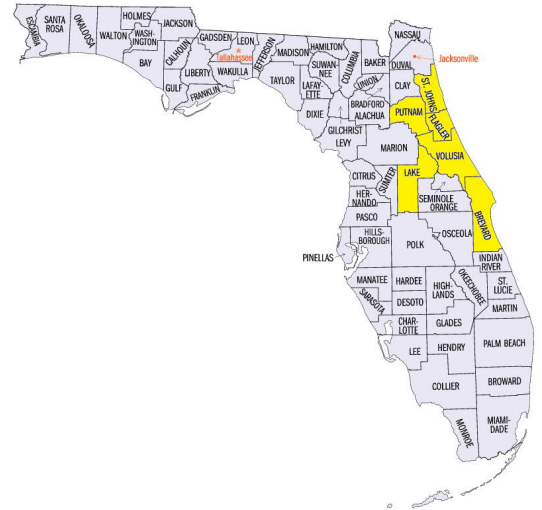 ESCAMBIA
SANTA
ROSA
OKALOOSA
WALTON
HOLMES
WASH-
INGTON
JACKSON
BAY
CALHOUN
GULF
GADSDEN
LIBERTY
FRANKLIN
LEON
Tallahassee
WAKULLA
JEFFERSON
MADISON
TAYLOR
HAMILTON
SUWAN-
NEE
LAFAY-
ETTE
DIXIE
COLUMBIA
BAKER
UNION
BRADFORD
ALACHUA
GILCHRIST
LEVY
NASSAU
DUVAL
Jacksonville
CLAY
ST. JOHNS
PUTNAM
FLAGLER
MARION
VOLUSIA
CITRUS
SUMTER
LAKE
HER-
NANDO
SEMINOLE
ORANGE
BREVARD
PASCO
HILLS-
BOROUGH
PINELLAS
POLK
OSCEOLA
INDIAN
RIVER
MANATEE
HARDEE
HIGH-
LANDS
OKEECHOBEE
ST.
LUCIE
SARASOTA
DESOTO
MARTIN
CHAR-
LOTTE
GLADES
LEE
HENDRY
PALM BEACH
COLLIER
BROWARD
MONROE
MIAMI-
DADE